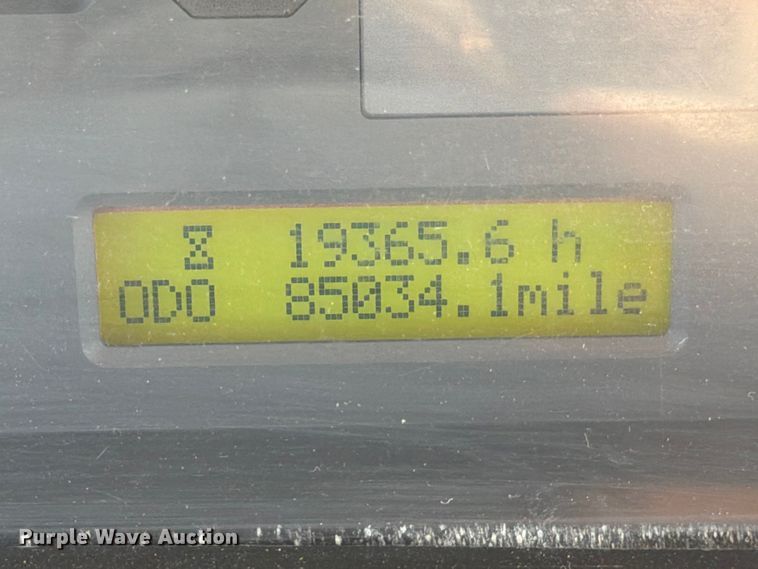 19365.6 h
ODO 85034.1mile
Purple Wave Auction